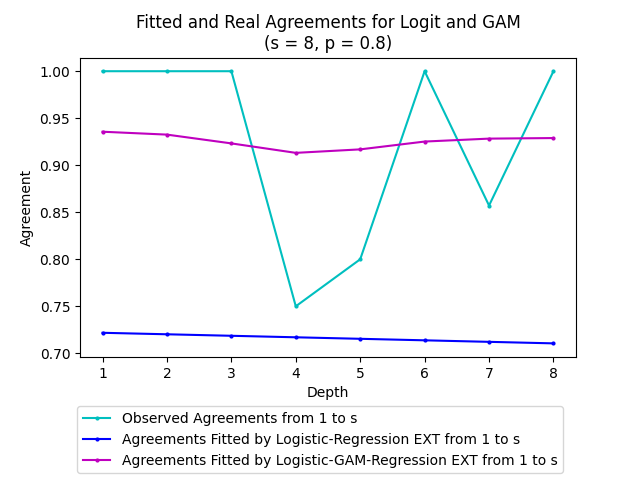 Fitted and Real Agreements for Logit and GAM
(s = 8, p = 0.8)
1.00
0.95
0.90
0.85
0.80
0.75
0.70
Agreement
1 2 3 4 5 6 7 8
Depth
Observed Agreements from 1 to s
Agreements Fitted by Logistic-Regression EXT from 1 to s
Agreements Fitted by Logistic-GAM-Regression EXT from 1 to s